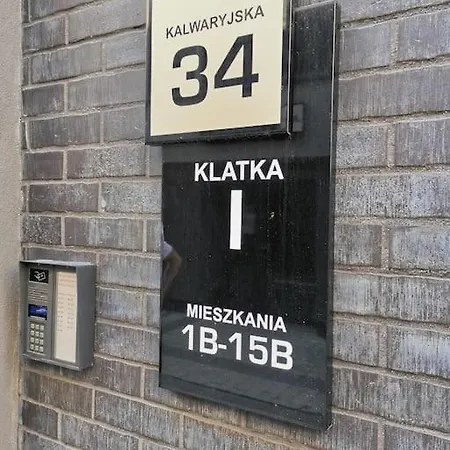 KALWARYJSKA
34
KLATKA
I
MIESZKANIA
1B-15B